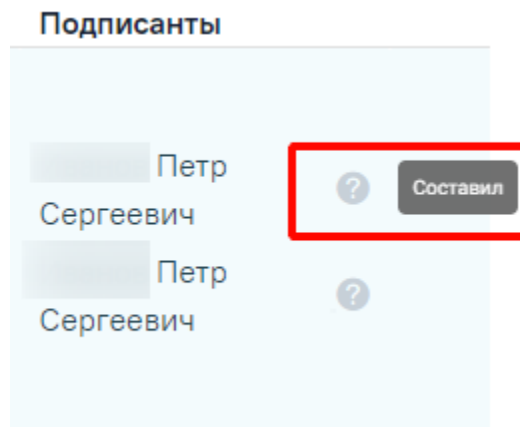 Подписанты
Петр
Сергеевич
? Составил
Петр
Сергеевич
?